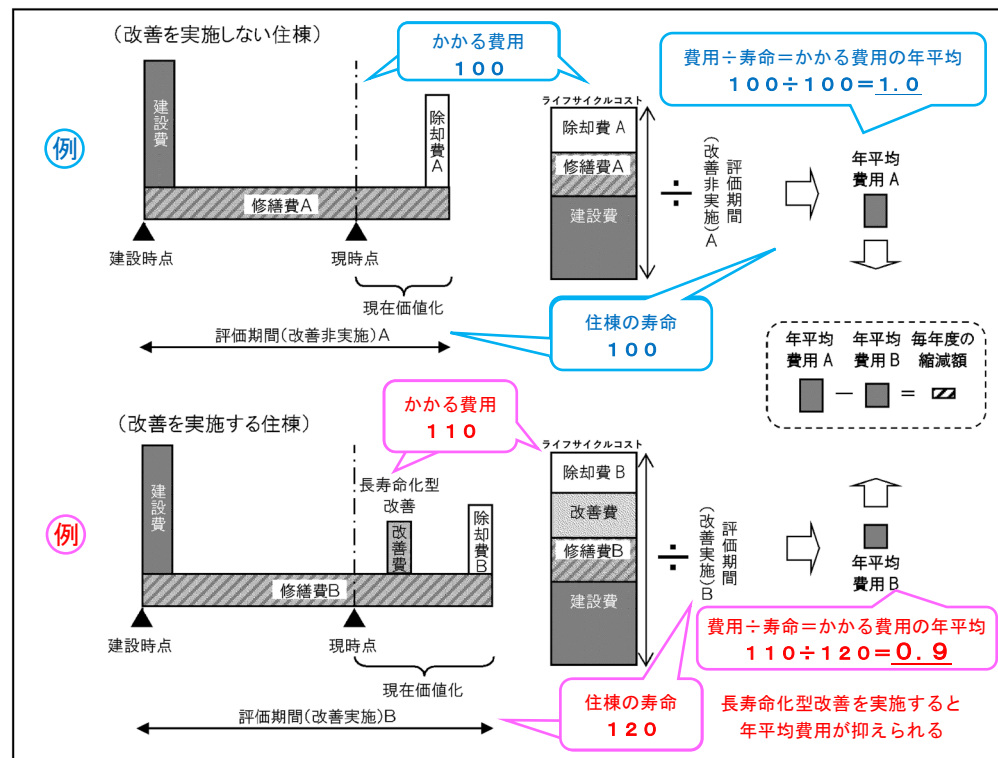 (改善を実施しない住棟)
かかる費用
100
費用÷寿命=かかる費用の年平均
100÷100=1.0
例
建設費
除却費A
修繕費A
建設時点
現時点
現在価値化
評価期間(改善非実施)A
ライフサイクルコスト
除却費A
修繕費A
建設費
÷
評価期間
(改善非実施)A
年平均
費用A
住棟の寿命
100
年平均
費用A
年平均
費用B
毎年度の
縮減額
− =
(改善を実施する住棟)
かかる費用
110
例
建設費
長寿命化型
改善
改善費
除却費B
修繕費B
建設時点
現時点
現在価値化
評価期間(改善実施)B
ライフサイクルコスト
除却費B
改善費
修繕費B
建設費
÷
評価期間
(改善実施)B
年平均
費用B
費用÷寿命=かかる費用の年平均
110÷120=0.9
住棟の寿命
120
長寿命化型改善を実施すると
年平均費用が抑えられる